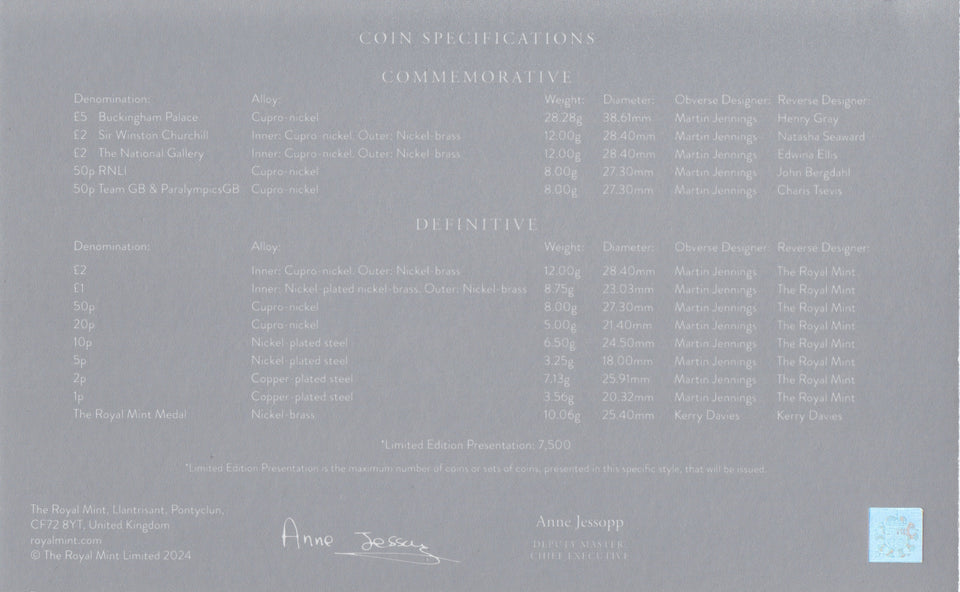 COIN SPECIFICATIONS
COMMEMORATIVE
Denomination: Alloy: Weight: Diameter: Obverse Designer: Reverse Designer:
£5 Buckingham Palace Cupro-nickel 28.28g 38.61mm Martin Jennings Henry Gray
£2 Sir Winston Churchill Inner: Cupro-nickel. Outer: Nickel-brass 12.00g 28.40mm Martin Jennings Natasha Seaward
£2 The National Gallery Inner: Cupro-nickel. Outer: Nickel-brass 12.00g 28.40mm Martin Jennings Edwina Ellis
50p RNLI Cupro-nickel 8.00g 27.30mm Martin Jennings John Bergdahl
50p Team GB & ParalympicsGB Cupro-nickel 8.00g 27.30mm Martin Jennings Charis Tsevis
DEFINITIVE
Denomination: Alloy: Weight: Diameter: Obverse Designer: Reverse Designer:
£2 Inner: Cupro-nickel. Outer: Nickel-brass 12.00g 28.40mm Martin Jennings The Royal Mint
£1 Inner: Nickel-plated nickel-brass. Outer: Nickel-brass 8.75g 23.03mm Martin Jennings The Royal Mint
50p Cupro-nickel 8.00g 27.30mm Martin Jennings The Royal Mint
20p Cupro-nickel 5.00g 21.40mm Martin Jennings The Royal Mint
10p Nickel-plated steel 6.50g 24.50mm Martin Jennings The Royal Mint
5p Nickel-plated steel 3.25g 18.00mm Martin Jennings The Royal Mint
2p Copper-plated steel 7.13g 25.91mm Martin Jennings The Royal Mint
1p Copper-plated steel 3.56g 20.32mm Martin Jennings The Royal Mint
The Royal Mint Medal Nickel-brass 10.06g 25.40mm Kerry Davies Kerry Davies
*Limited Edition Presentation: 7,500
*Limited Edition Presentation is the maximum number of coins or sets of coins, presented in this specific style, that will be issued.
The Royal Mint, Llantrisant, Pontyclun,
CF72 8YT, United Kingdom
royalmint.com
© The Royal Mint Limited 2024
Anne Jessopp
Anne Jessopp
DEPUTY MASTER,
CHIEF EXECUTIVE